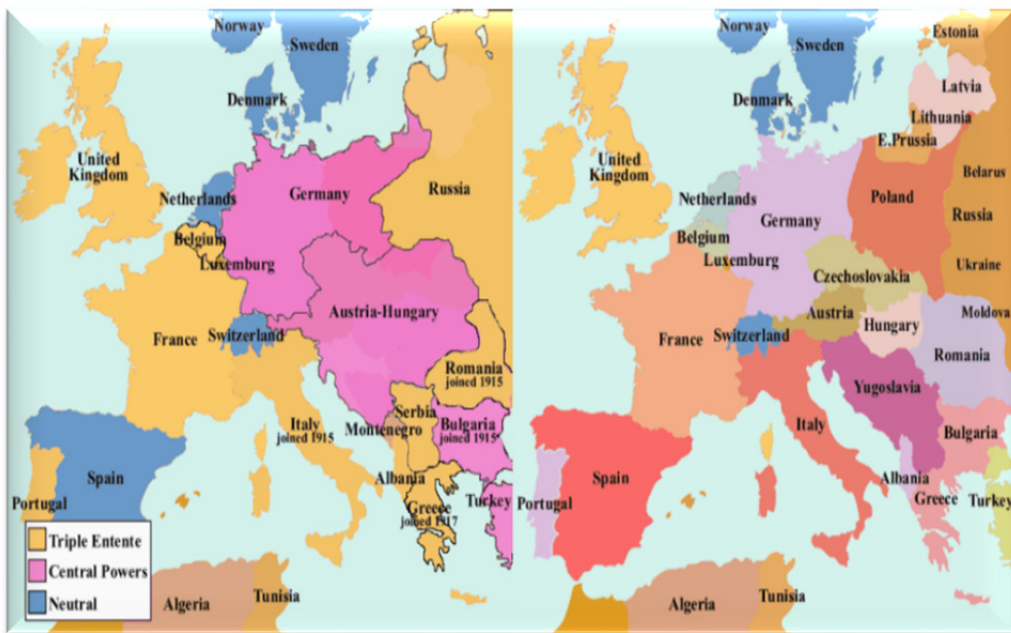 Norway
Sweden
Denmark
United
Kingdom
Netherlands
Germany
Russia
Belgium
Luxemburg
Austria-Hungary
France
Switzerland
Romania
joined 1915
Serbia
Italy
joined 1915
Montenegro
Bulgaria
joined 1915
Spain
Albania
Portugal
Greece
joined 1917
Turkey
Triple Entente
Central Powers
Neutral
Algeria
Tunisia
Norway
Sweden
Estonia
Latvia
Denmark
Lithuania
E.Prussia
United
Kingdom
Belarus
Netherlands
Poland
Germany
Russia
Belgium
Luxemburg
Ukraine
Czechoslovakia
Austria
Moldova
Hungary
France
Switzerland
Romania
Yugoslavia
Italy
Bulgaria
Spain
Albania
Portugal
Greece
Turkey
Algeria
Tunisia